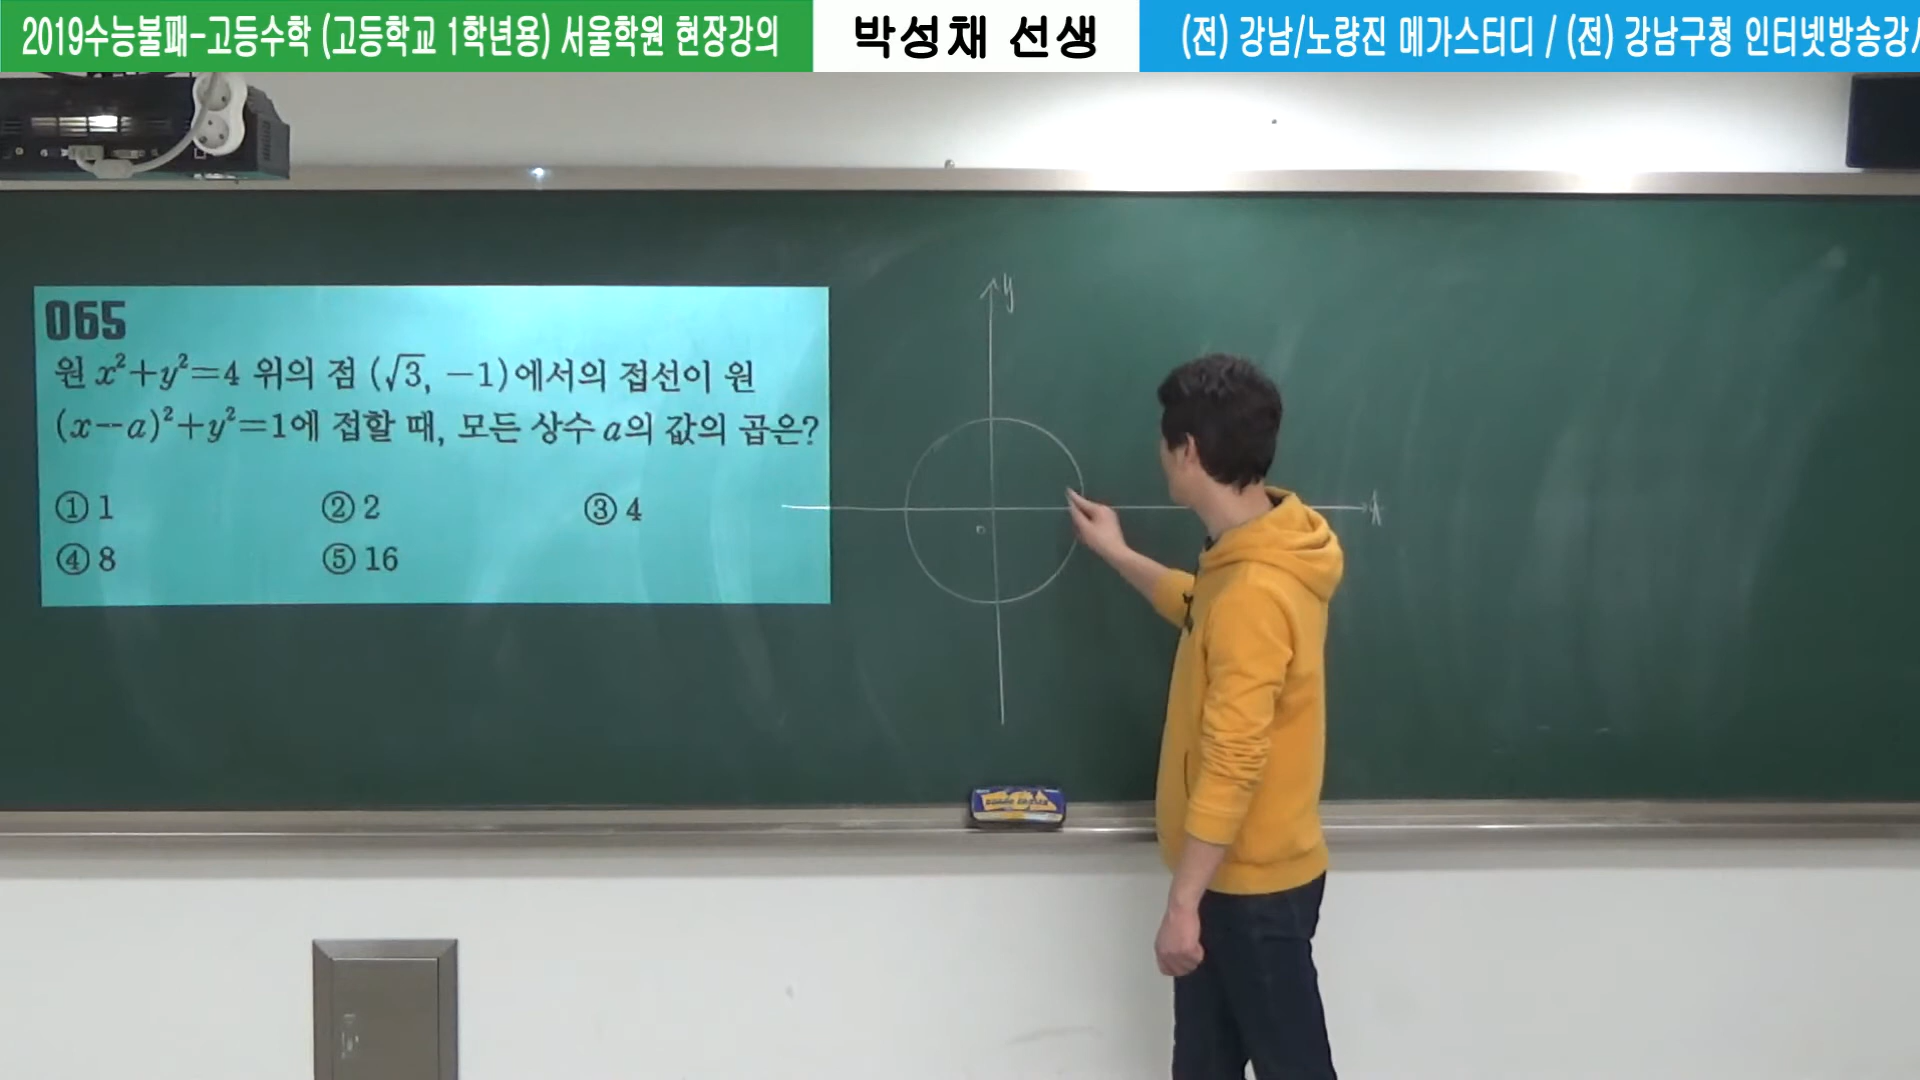 2019수능불패-고등수학 (고등학교 1학년용) 서울학원 현장강의
박성채 선생
(전) 강남/노량진 메가스터디 / (전) 강남구청 인터넷방송강
065
원 x²+y²=4 위의 점 (√3, −1)에서의 접선이 원
(x−a)²+y²=1에 접할 때, 모든 상수 a의 값의 곱은?
① 1 ② 2 ③ 4
④ 8 ⑤ 16
y
x
o